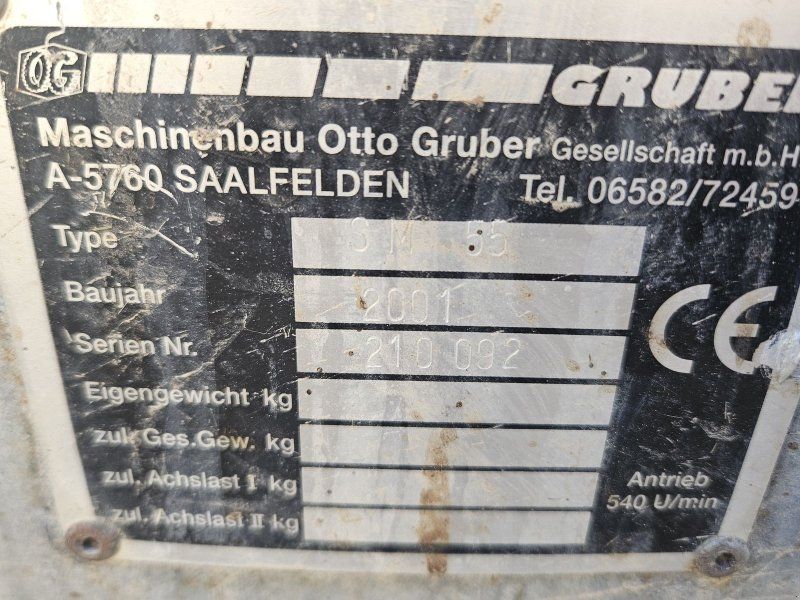 OG GRUBER
Maschinenbau Otto Gruber Gesellschaft m.b.H
A-5760 SAALFELDEN Tel. 06582/72459
Type SM 55
Baujahr 2001
Serien Nr. 210 092
CE
Eigengewicht kg
zul. Ges.Gew. kg
zul. Achslast I kg
zul. Achslast II kg
Antrieb
540 U/min